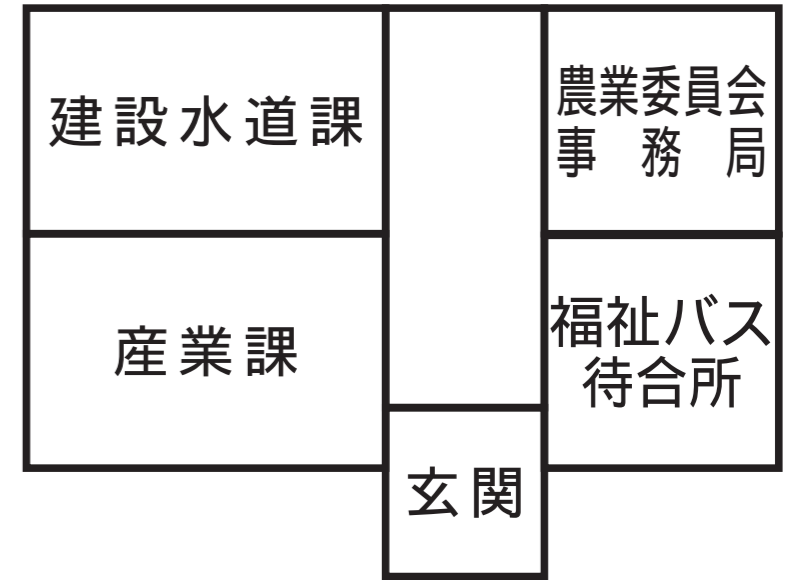 建設水道課
農業委員会
事務局
産業課
福祉バス
待合所
玄関